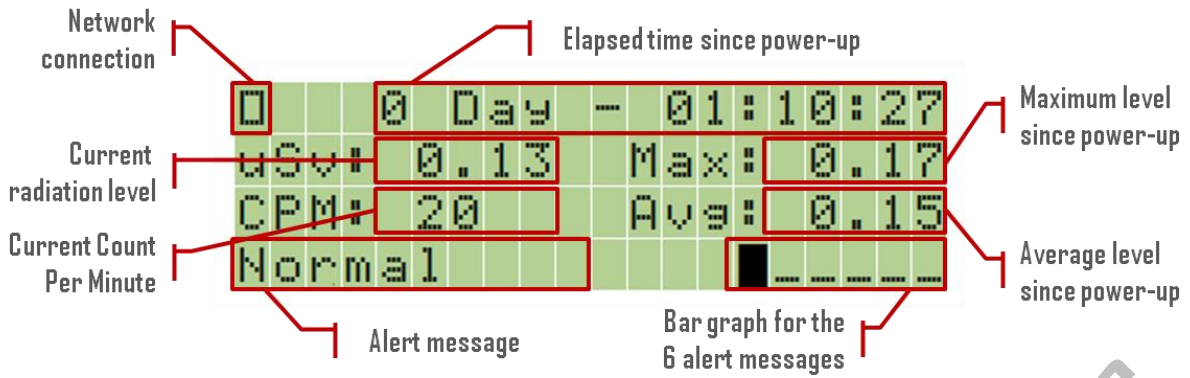 Network
connection
Elapsed time since power-up
0 Day - 01:10:27
Maximum level
since power-up
Current
radiation level
uSv: 0.13 Max: 0.17
CPM: 20 Avg: 0.15
Current Count
Per Minute
Normal
Average level
since power-up
Alert message
Bar graph for the
6 alert messages